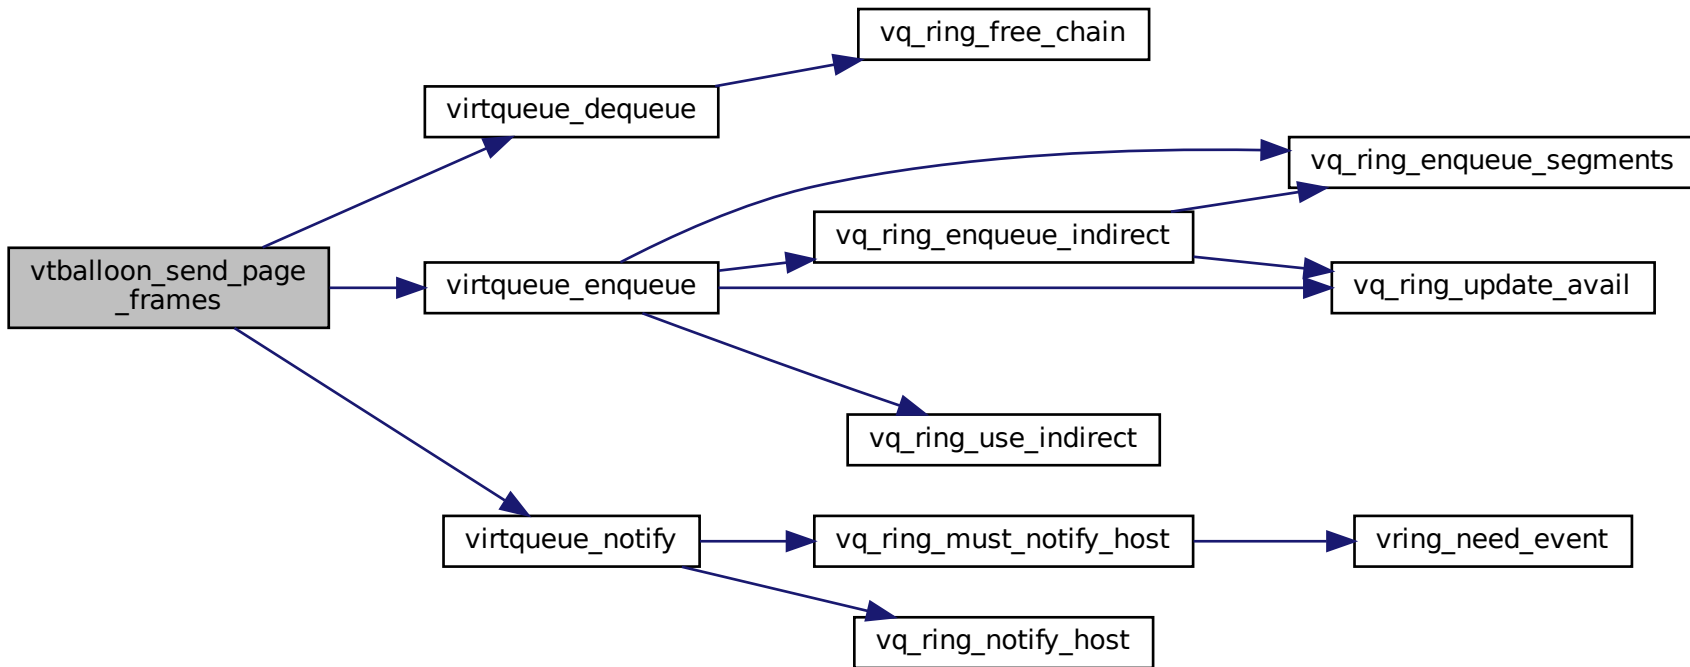 vq_ring_free_chain
virtqueue_dequeue
vq_ring_enqueue_segments
vq_ring_enqueue_indirect
vtballoon_send_page
_frames
virtqueue_enqueue
vq_ring_update_avail
vq_ring_use_indirect
virtqueue_notify
vq_ring_must_notify_host
vring_need_event
vq_ring_notify_host